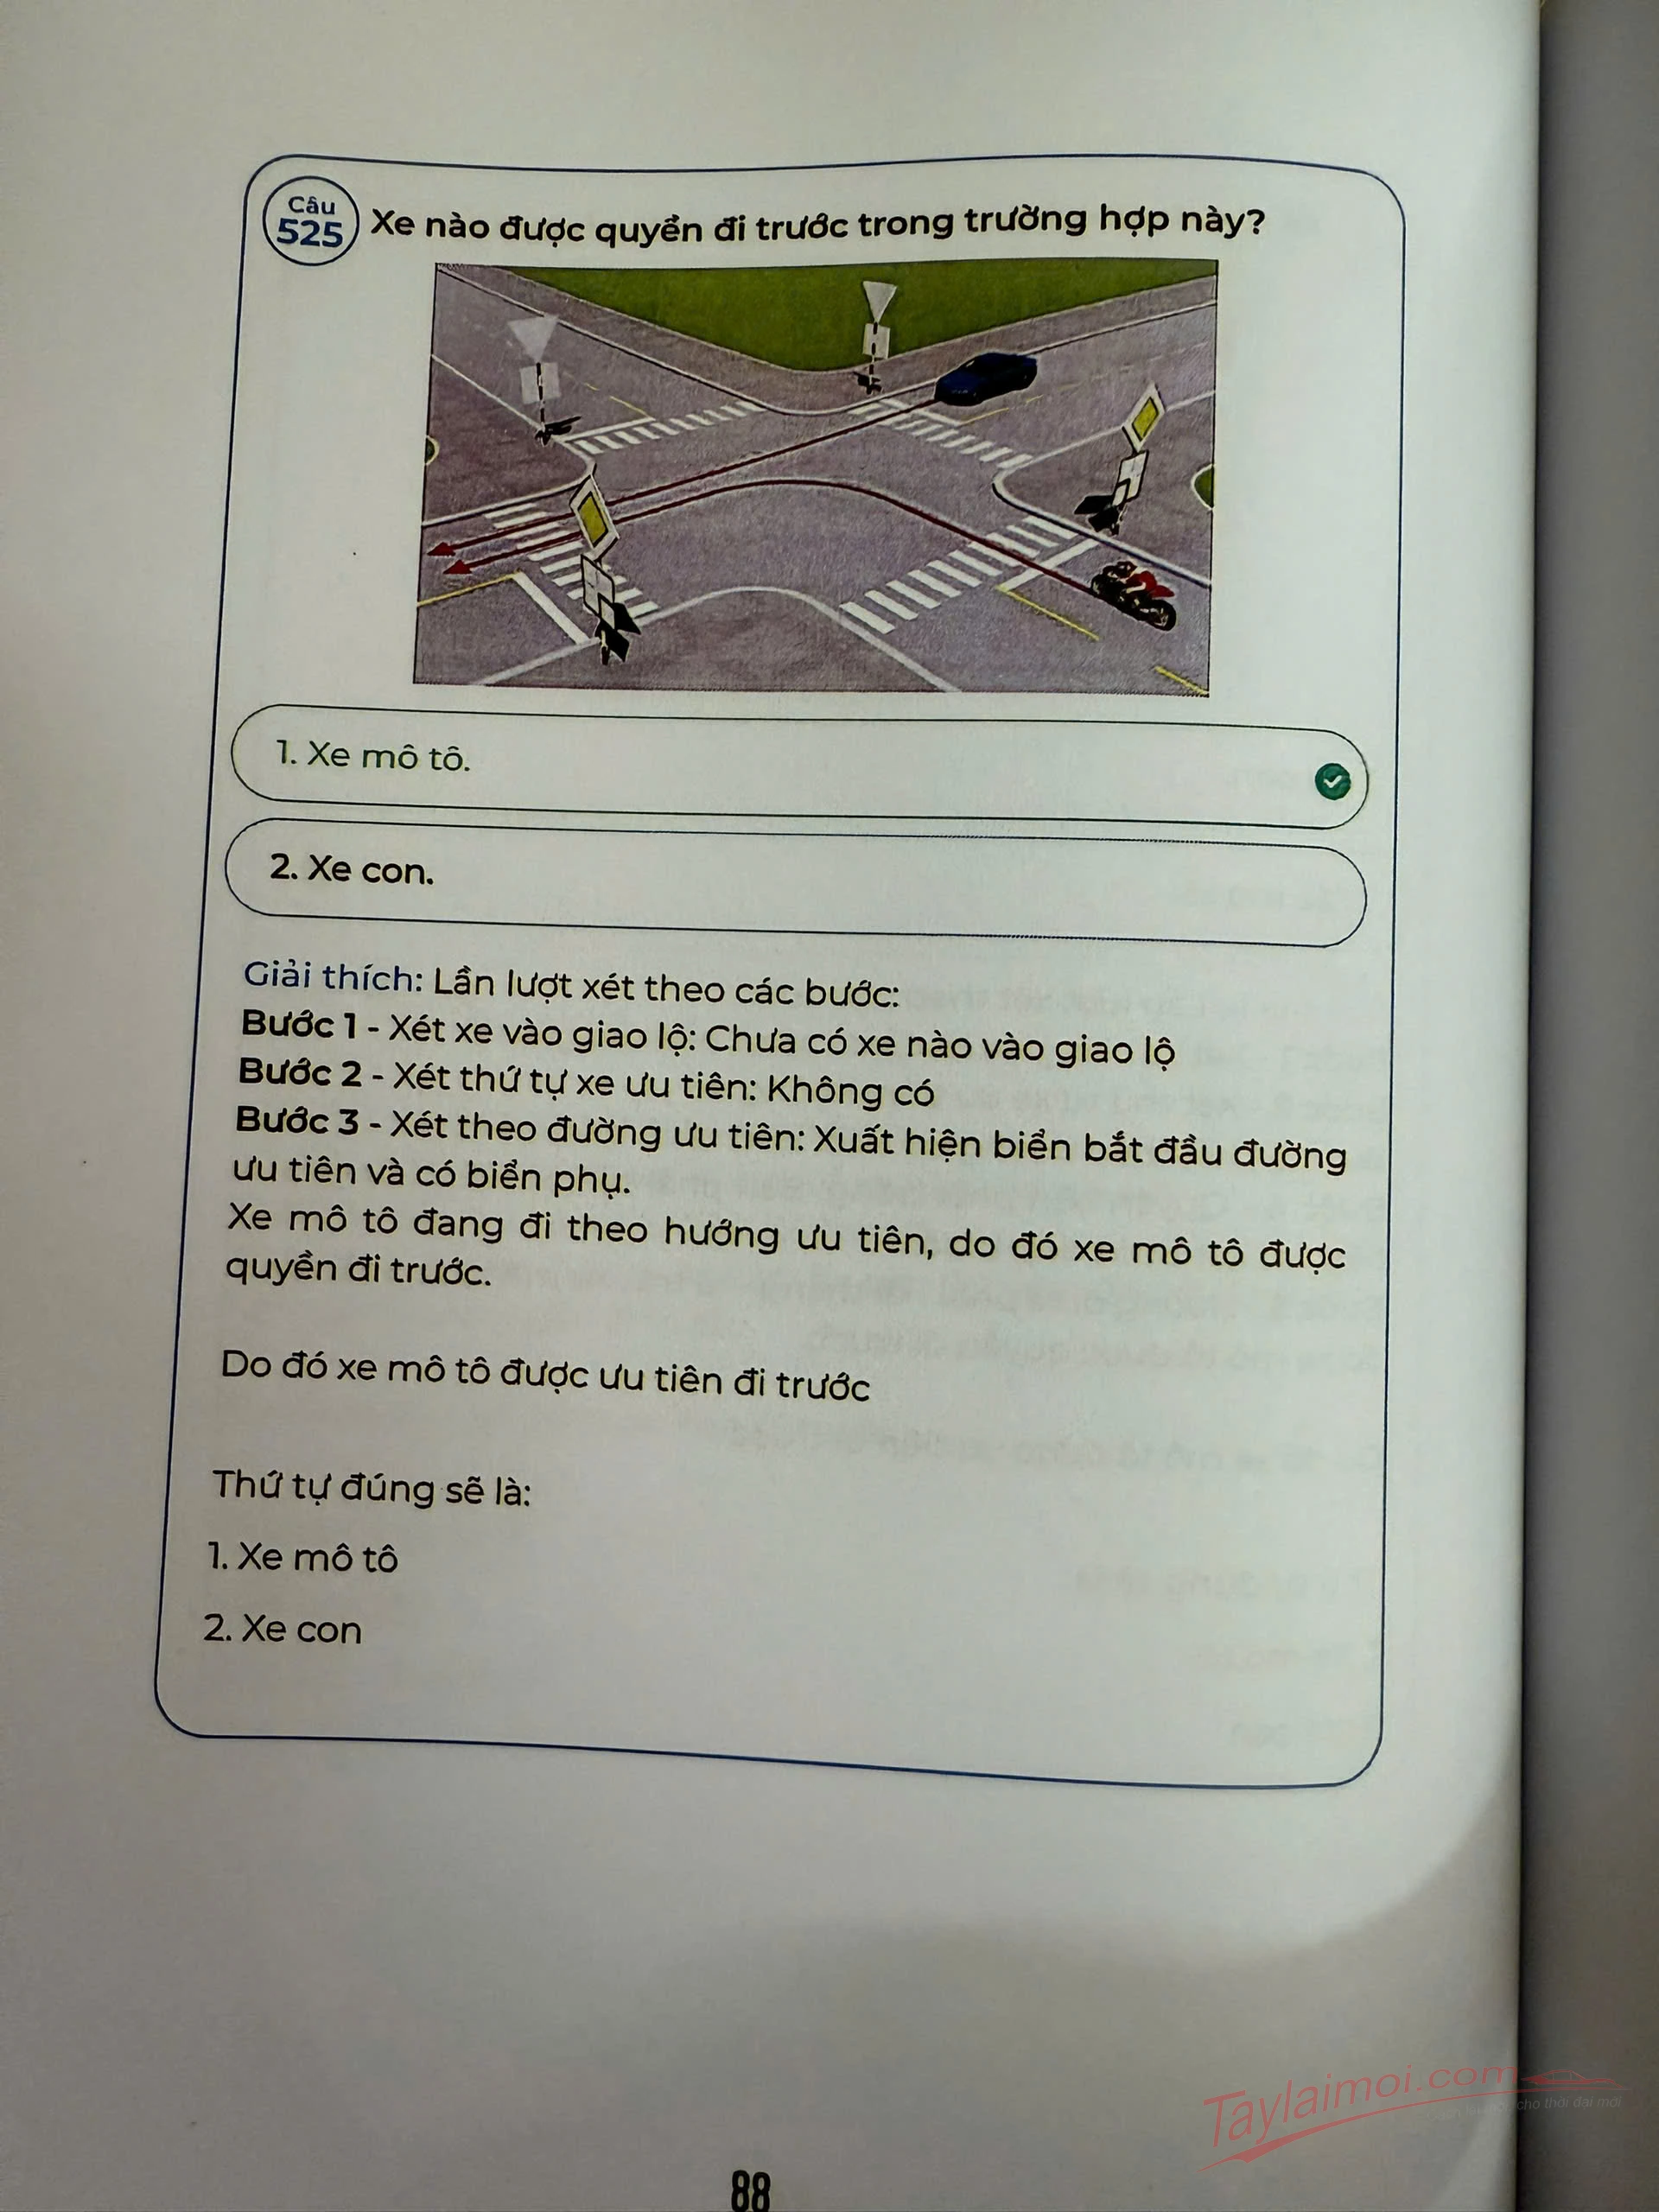 Câu
525
Xe nào được quyền đi trước trong trường hợp này?
1. Xe mô tô.
2. Xe con.
Giải thích: Lần lượt xét theo các bước:
Bước 1 - Xét xe vào giao lộ: Chưa có xe nào vào giao lộ
Bước 2 - Xét thứ tự xe ưu tiên: Không có
Bước 3 - Xét theo đường ưu tiên: Xuất hiện biển bắt đầu đường
ưu tiên và có biển phụ.
Xe mô tô đang đi theo hướng ưu tiên, do đó xe mô tô được
quyền đi trước.
Do đó xe mô tô được ưu tiên đi trước
Thứ tự đúng sẽ là:
1. Xe mô tô
2. Xe con
Taylaimoi.com
cho thời đại mới
88